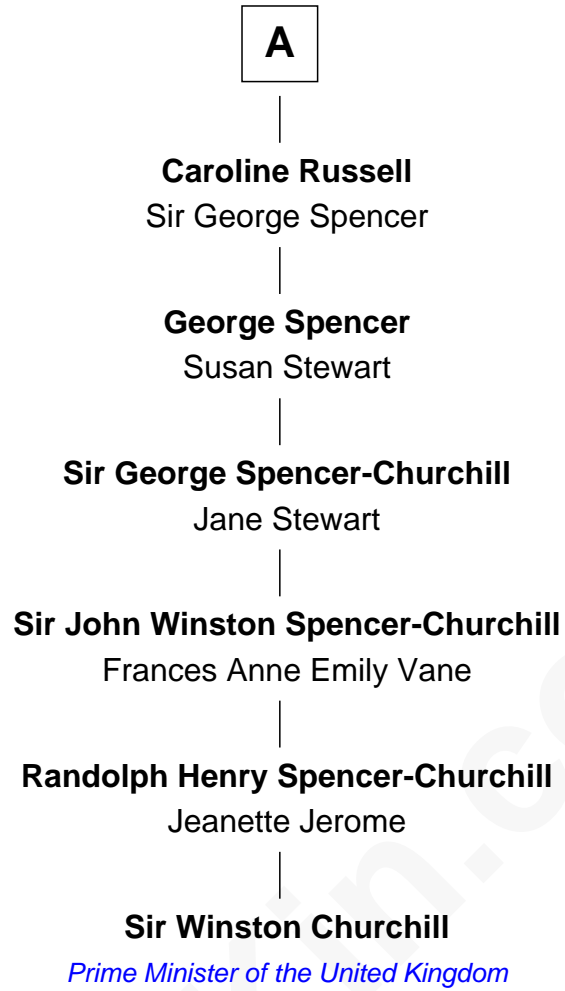 A
Caroline Russell
Sir George Spencer
George Spencer
Susan Stewart
Sir George Spencer-Churchill
Jane Stewart
Sir John Winston Spencer-Churchill
Frances Anne Emily Vane
Randolph Henry Spencer-Churchill
Jeanette Jerome
Sir Winston Churchill
Prime Minister of the United Kingdom